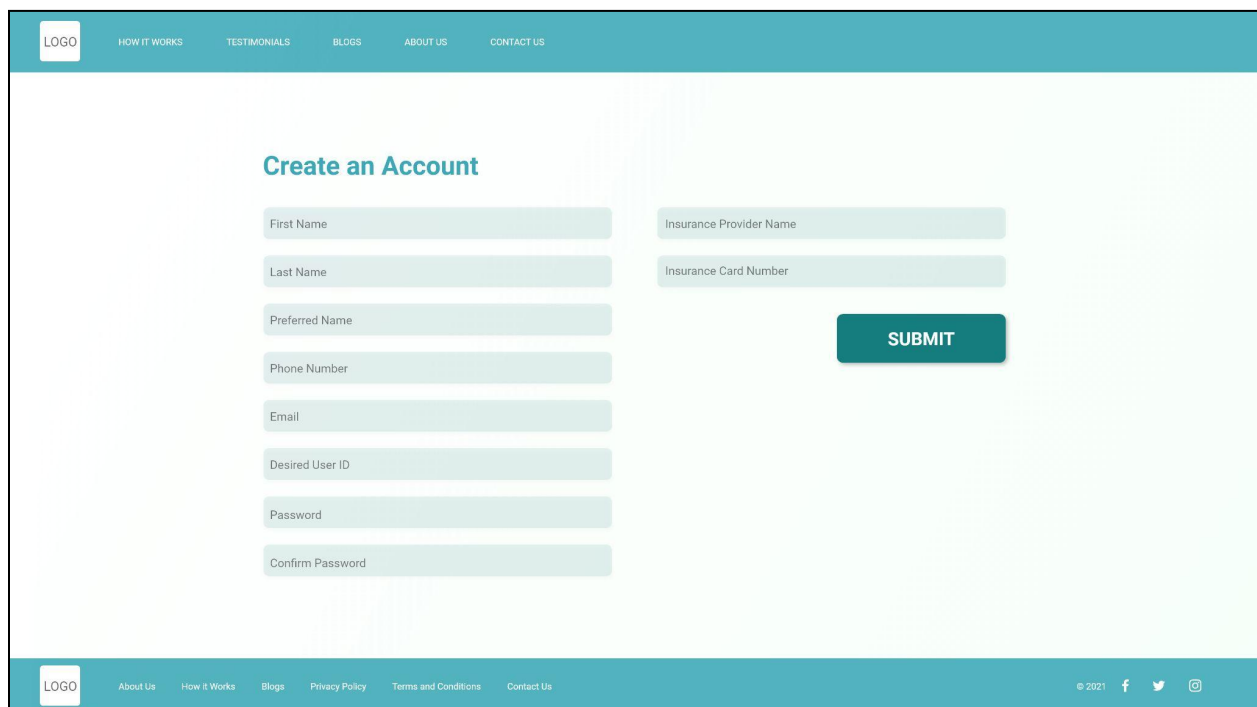 LOGO HOW IT WORKS TESTIMONIALS BLOGS ABOUT US CONTACT US
Create an Account
First Name
Last Name
Preferred Name
Phone Number
Email
Desired User ID
Password
Confirm Password
Insurance Provider Name
Insurance Card Number
SUBMIT
LOGO About Us How it Works Blogs Privacy Policy Terms and Conditions Contact Us © 2021